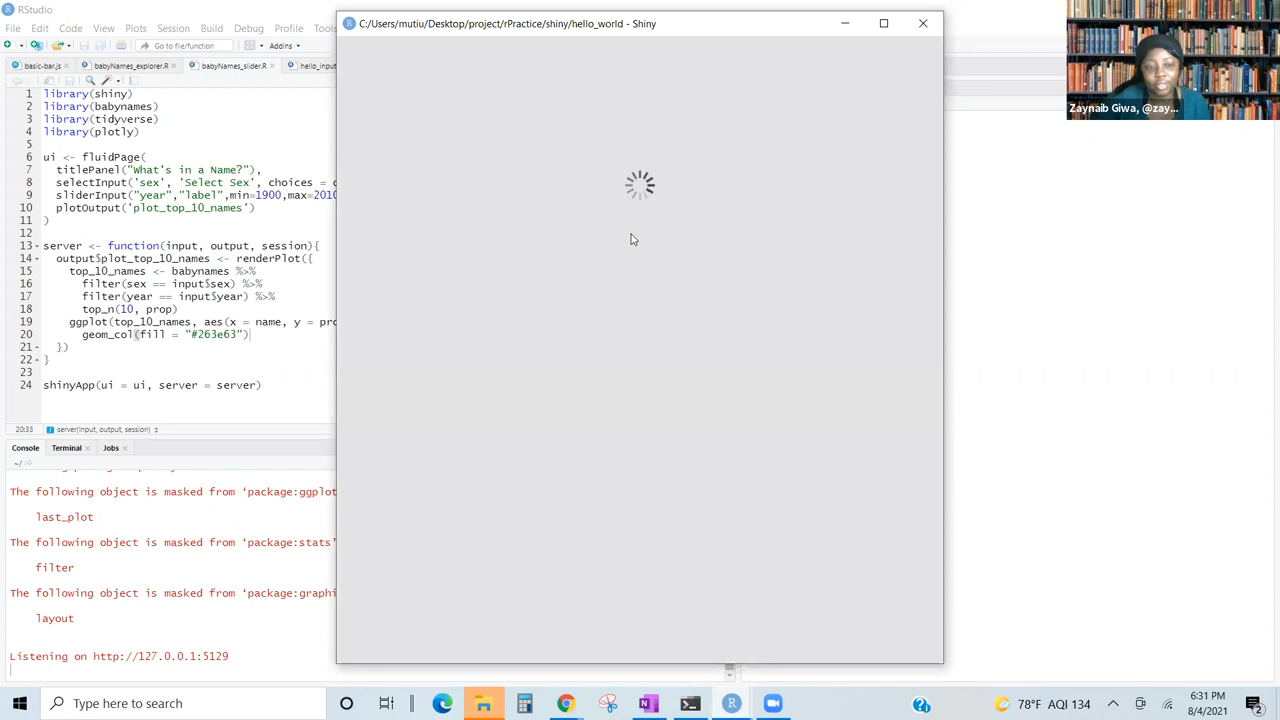 RStudio
File Edit Code View Plots Session Build Debug Profile Tools
Go to file/function Addins
basic-bar.js babyNames_explorer.R babyNames_slider.R hello_inpu
1 library(shiny)
2 library(babynames)
3 library(tidyverse)
4 library(plotly)
5
6 ui <- fluidPage(
7 titlePanel("What's in a Name?"),
8 selectInput('sex', 'Select Sex', choices = c
9 sliderInput("year","label",min=1900,max=2010
10 plotOutput('plot_top_10_names')
11 )
12
13 server <- function(input, output, session){
14 output$plot_top_10_names <- renderPlot({
15 top_10_names <- babynames %>%
16 filter(sex == input$sex) %>%
17 filter(year == input$year) %>%
18 top_n(10, prop)
19 ggplot(top_10_names, aes(x = name, y = pro
20 geom_col(fill = "#263e63")
21 })
22 }
23
24 shinyApp(ui = ui, server = server)
20:33 server(input, output, session)
Console Terminal Jobs
~/
The following object is masked from ‘package:ggplot
last_plot
The following object is masked from ‘package:stats’
filter
The following object is masked from ‘package:graphi
layout
Listening on http://127.0.0.1:5129
C:/Users/mutiu/Desktop/project/rPractice/shiny/hello_world - Shiny
Zaynaib Giwa, @zay...
Type here to search
78°F AQI 134
6:31 PM
8/4/2021
2